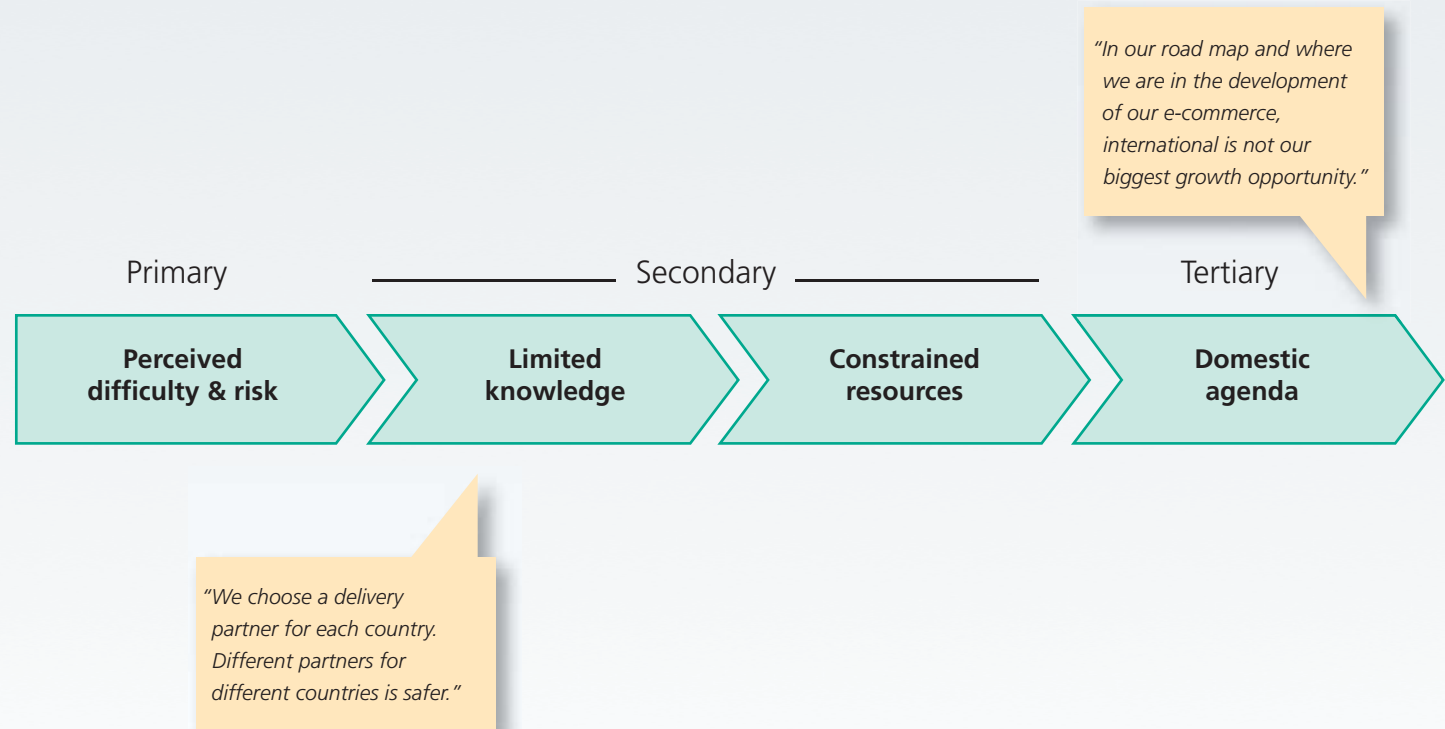 “In our road map and where
we are in the development
of our e-commerce,
international is not our
biggest growth opportunity.”
Primary
Secondary
Tertiary
Perceived
difficulty & risk
Limited
knowledge
Constrained
resources
Domestic
agenda
“We choose a delivery
partner for each country.
Different partners for
different countries is safer.”